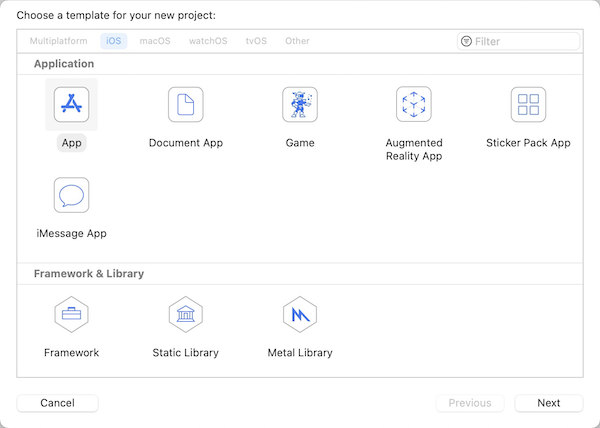 Choose a template for your new project:
Multiplatform iOS macOS watchOS tvOS Other Filter
Application
App Document App Game Augmented Reality App Sticker Pack App
iMessage App
Framework & Library
Framework Static Library Metal Library
Cancel Previous Next